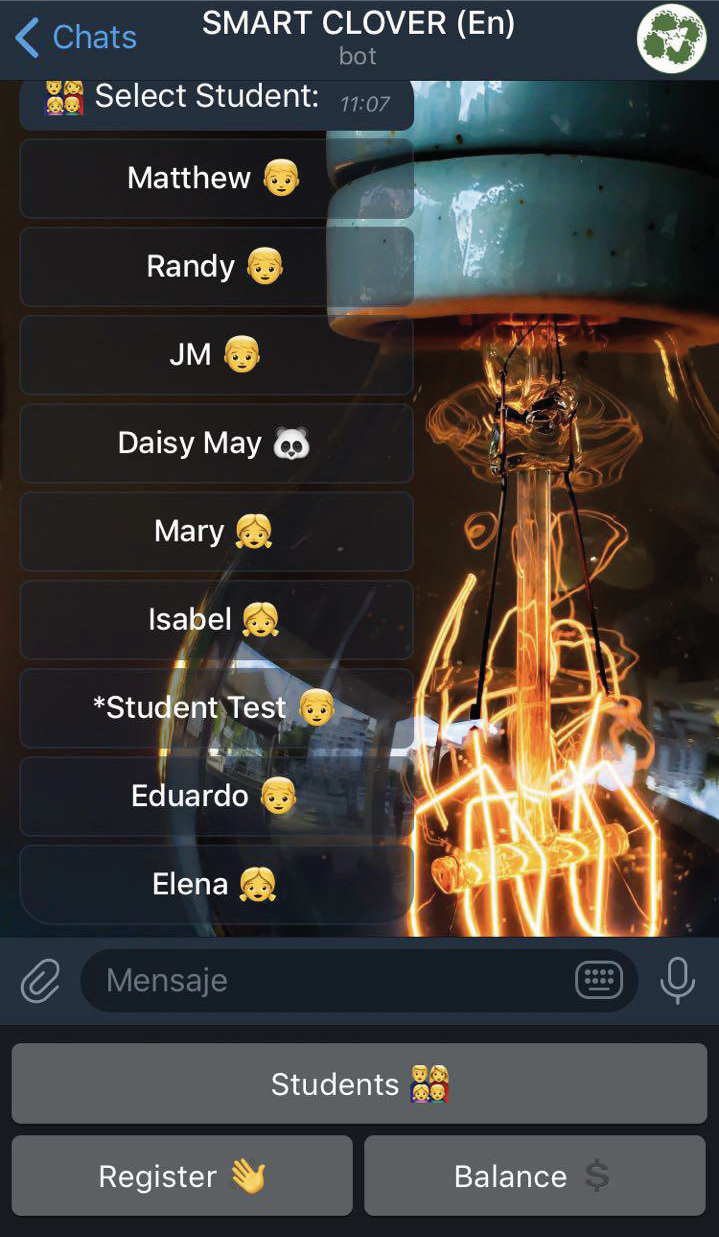 Chats
SMART CLOVER (En)
bot
👨‍👩‍👧‍👦 Select Student: 11:07
Matthew 👦
Randy 👦
JM 👦
Daisy May 🐼
Mary 👧
Isabel 👧
*Student Test 👦
Eduardo 👦
Elena 👧
Mensaje
Students 👨‍👩‍👧‍👦
Register 👋
Balance 💲